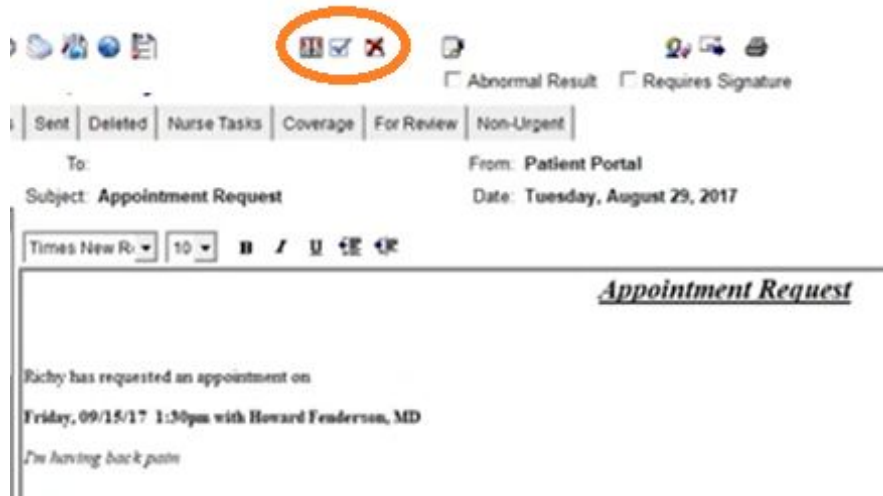 Abnormal Result Requires Signature
Sent Deleted Nurse Tasks Coverage For Review Non-Urgent
To: From: Patient Portal
Subject: Appointment Request Date: Tuesday, August 29, 2017
Times New R 10 B I U
Appointment Request
Richy has requested an appointment on
Friday, 09/15/17 1:30pm with Howard Fenderson, MD
I'm having back pain